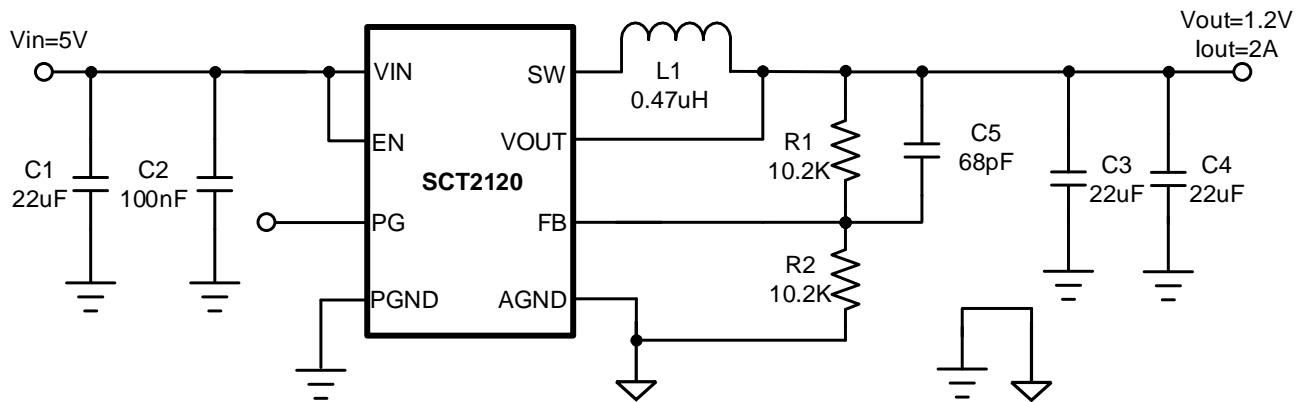 Vin=5V
C1
22uF
C2
100nF
VIN
EN
PG
PGND
SCT2120
SW
VOUT
FB
AGND
L1
0.47uH
R1
10.2K
R2
10.2K
C5
68pF
C3
22uF
C4
22uF
Vout=1.2V
Iout=2A